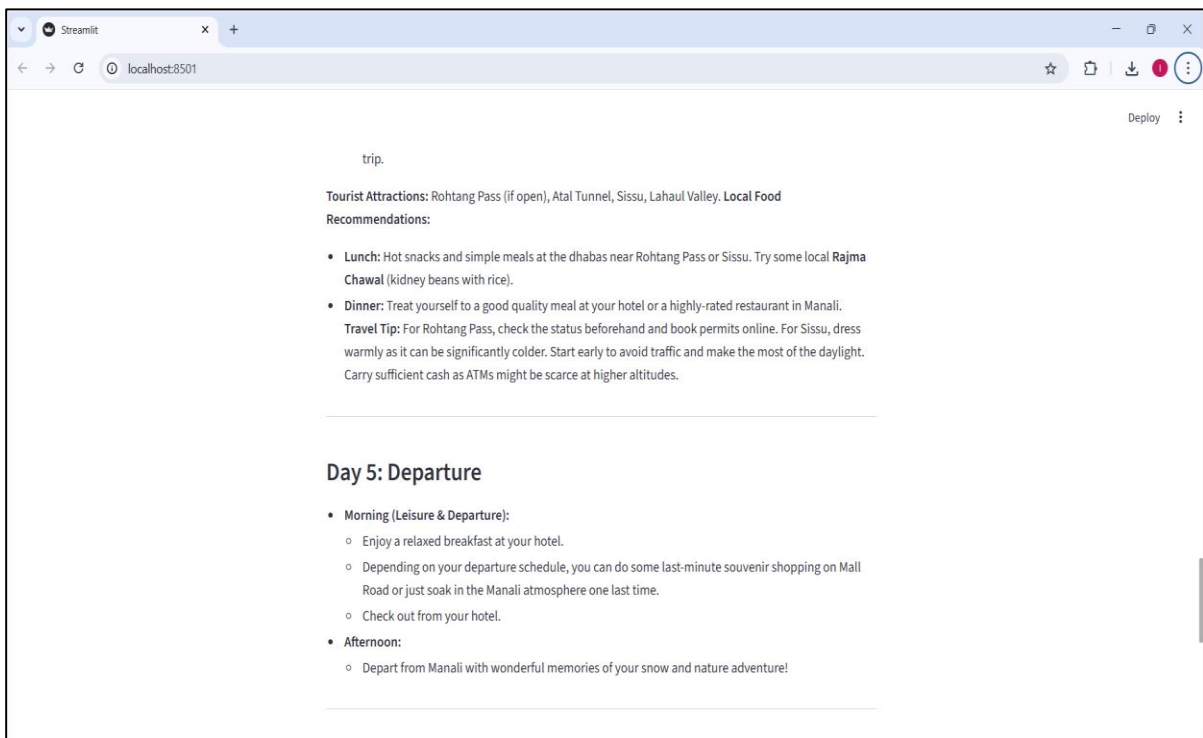 Streamlit
localhost:8501
Deploy
trip.
Tourist Attractions: Rohtang Pass (if open), Atal Tunnel, Sissu, Lahaul Valley. Local Food
Recommendations:
• Lunch: Hot snacks and simple meals at the dhabas near Rohtang Pass or Sissu. Try some local Rajma
Chawal (kidney beans with rice).
• Dinner: Treat yourself to a good quality meal at your hotel or a highly-rated restaurant in Manali.
Travel Tip: For Rohtang Pass, check the status beforehand and book permits online. For Sissu, dress
warmly as it can be significantly colder. Start early to avoid traffic and make the most of the daylight.
Carry sufficient cash as ATMs might be scarce at higher altitudes.
Day 5: Departure
• Morning (Leisure & Departure):
◦ Enjoy a relaxed breakfast at your hotel.
◦ Depending on your departure schedule, you can do some last-minute souvenir shopping on Mall
Road or just soak in the Manali atmosphere one last time.
◦ Check out from your hotel.
• Afternoon:
◦ Depart from Manali with wonderful memories of your snow and nature adventure!